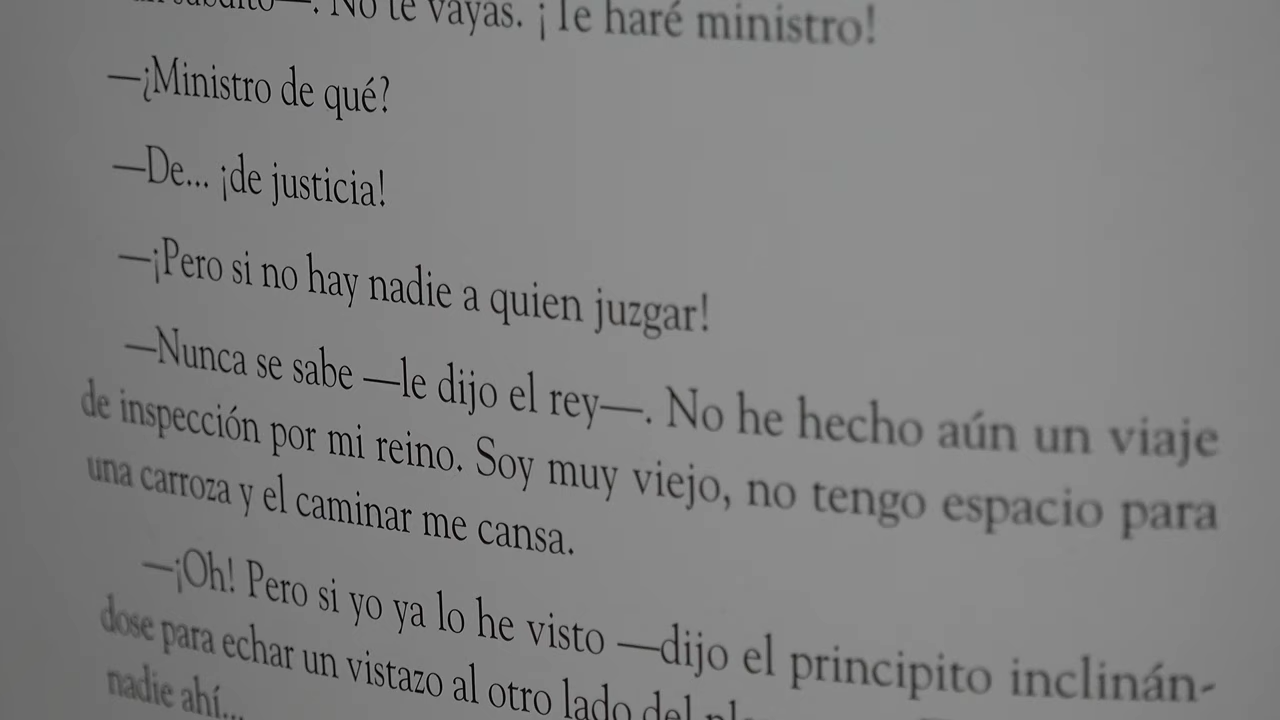 súbdito—. No te vayas. ¡Te haré ministro!
—¡Ministro de qué?
—De... ¡de justicia!
—¡Pero si no hay nadie a quien juzgar!
—Nunca se sabe —le dijo el rey—. No he hecho aún un viaje
de inspección por mi reino. Soy muy viejo, no tengo espacio para
una carroza y el caminar me cansa.
—¡Oh! Pero si yo ya lo he visto —dijo el principito inclinán-
dose para echar un vistazo al otro lado del
nadie ahí...